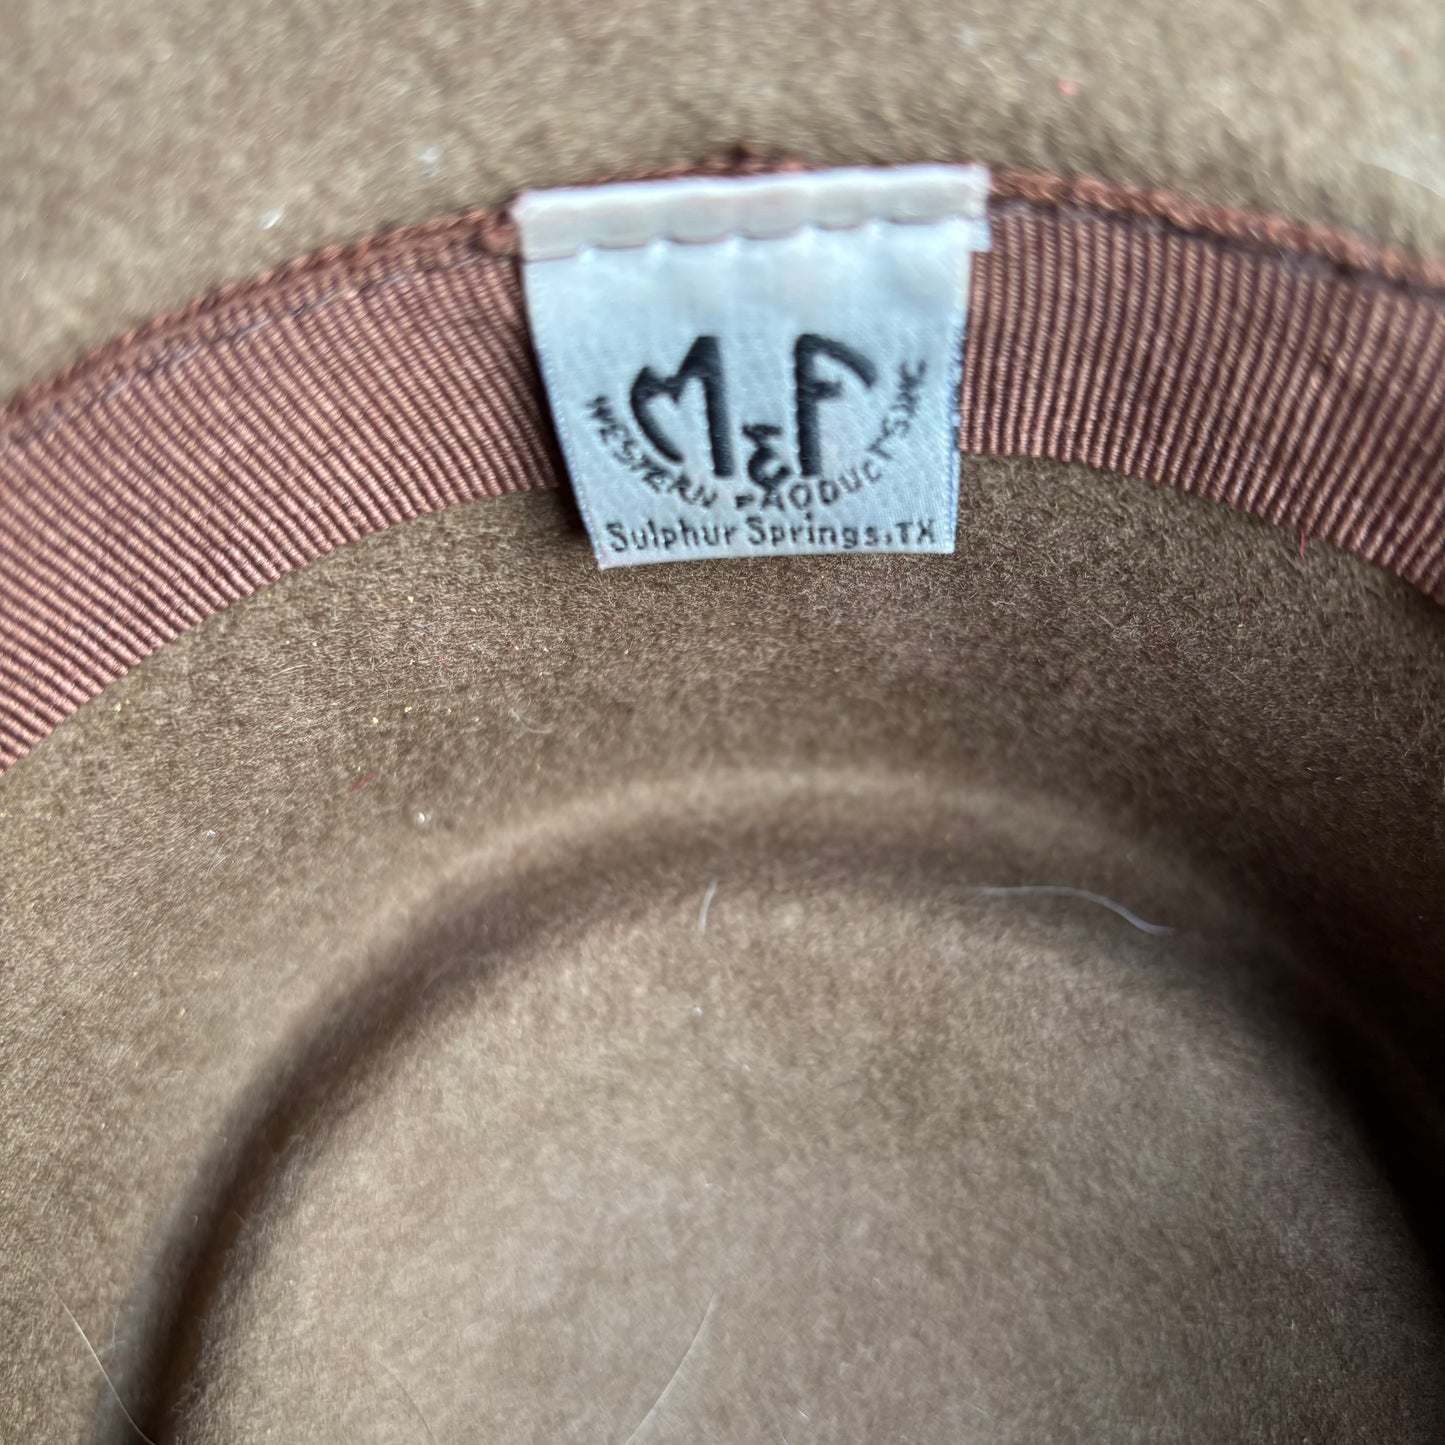 M & F
WESTERN PRODUCTS, INC.
Sulphur Springs, TX